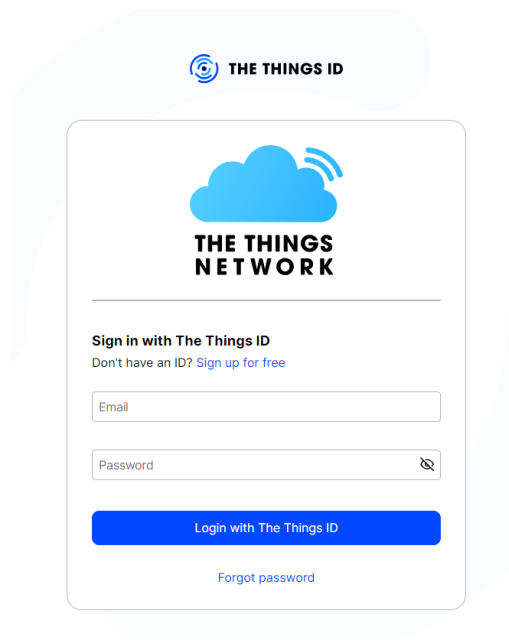 THE THINGS ID
THE THINGS
NETWORK
Sign in with The Things ID
Don't have an ID? Sign up for free
Email
Password
Login with The Things ID
Forgot password